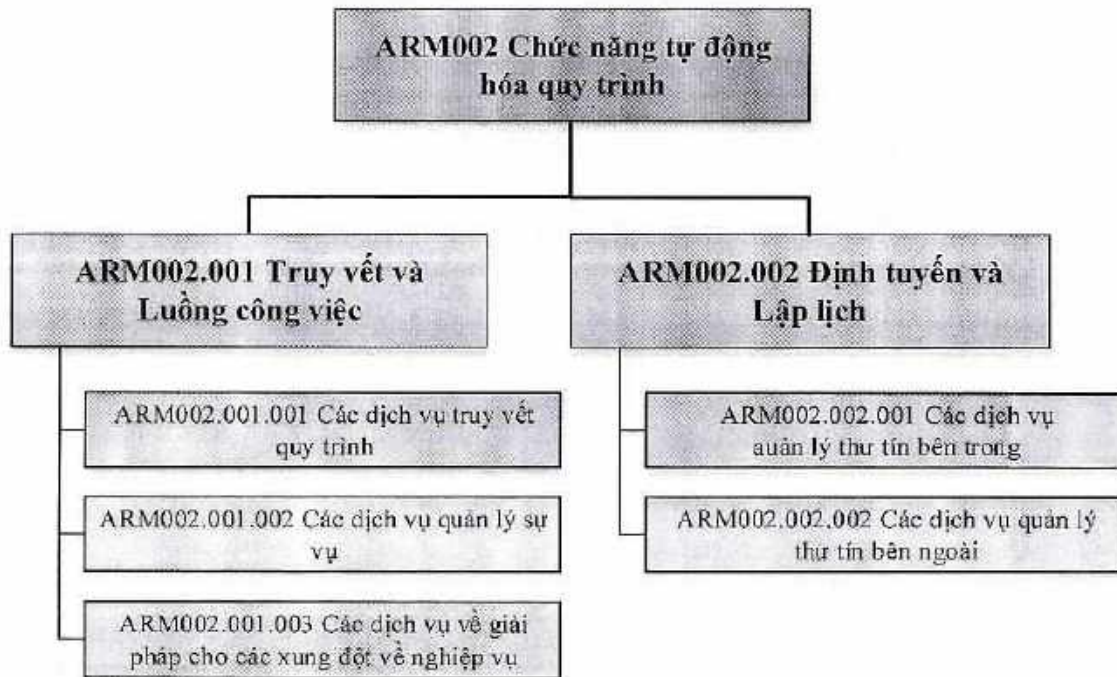 ARM002 Chức năng tự động
hóa quy trình
ARM002.001 Truy vết và
Luồng công việc
ARM002.002 Định tuyến và
Lập lịch
ARM002.001.001 Các dịch vụ truy vết
quy trình
ARM002.001.002 Các dịch vụ quản lý sự
vụ
ARM002.001.003 Các dịch vụ về giải
pháp cho các xung đột về nghiệp vụ
ARM002.002.001 Các dịch vụ
auản lý thư tín bên trong
ARM002.002.002 Các dịch vụ quản lý
thư tín bên ngoài